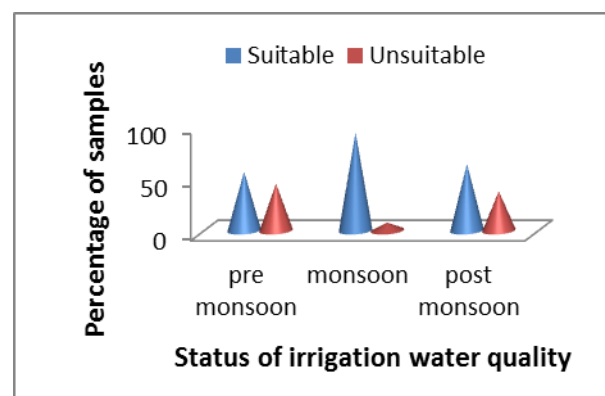 Suitable Unsuitable
Percentage of samples
100
50
0
pre monsoon
monsoon
post monsoon
Status of irrigation water quality